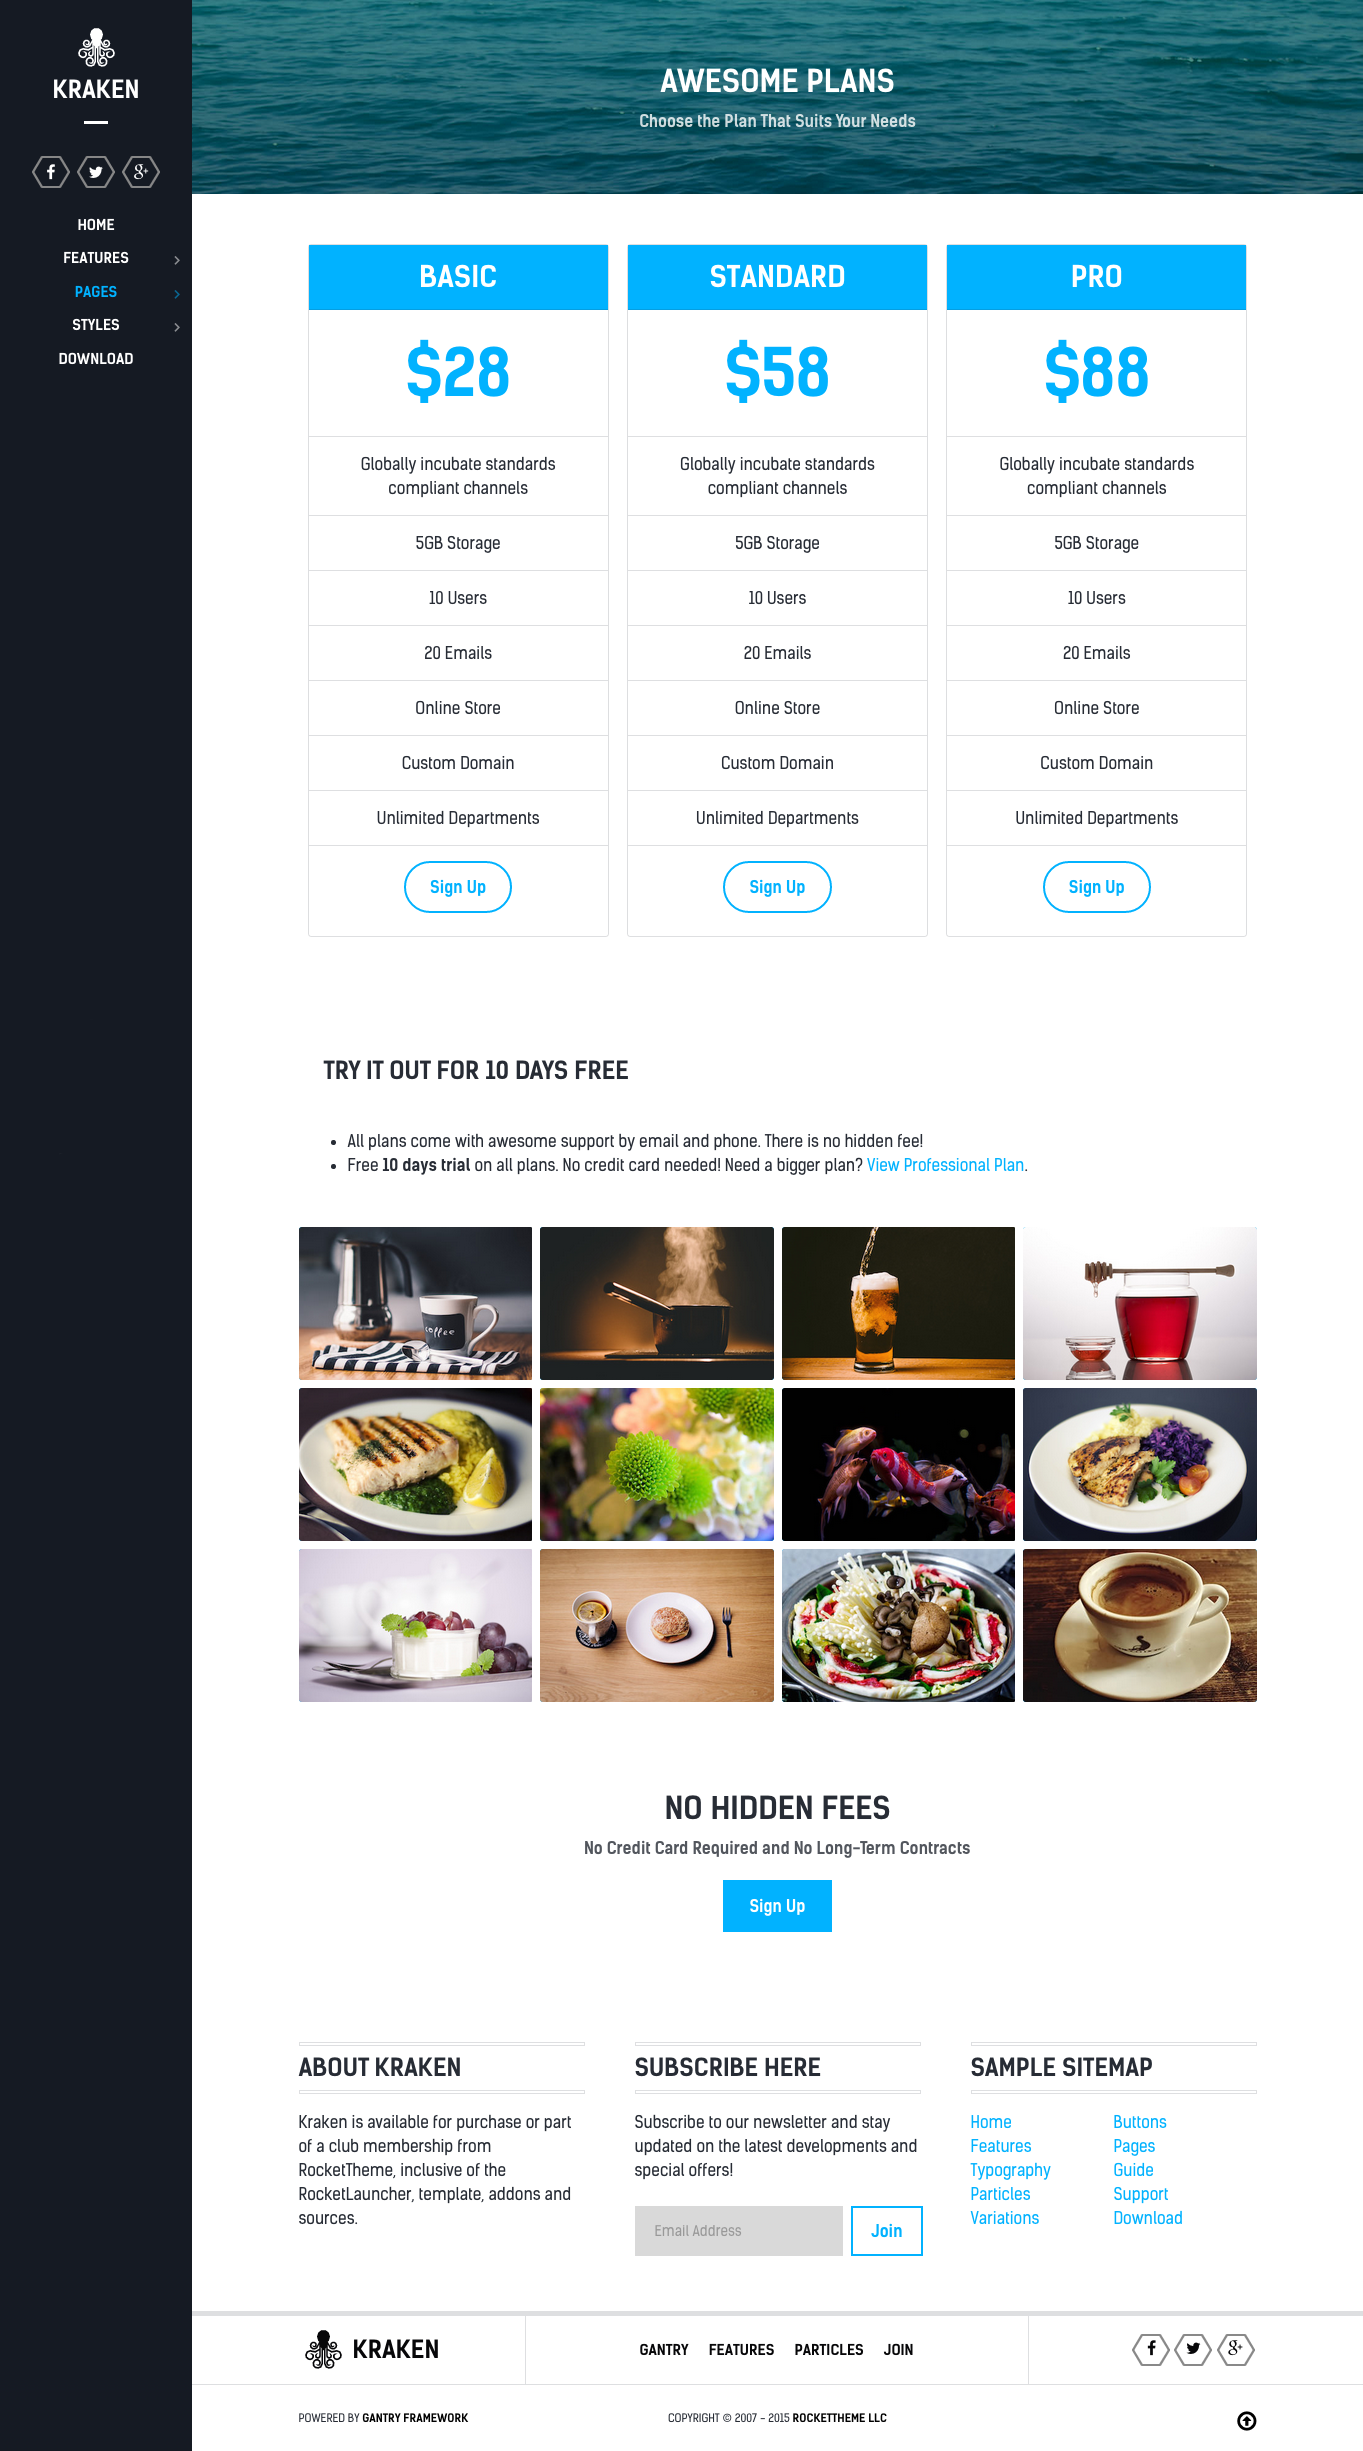 KRAKEN
HOME
FEATURES
PAGES
STYLES
DOWNLOAD
AWESOME PLANS
Choose the Plan That Suits Your Needs
BASIC
$28
Globally incubate standards
compliant channels
5GB Storage
10 Users
20 Emails
Online Store
Custom Domain
Unlimited Departments
Sign Up
STANDARD
$58
Globally incubate standards
compliant channels
5GB Storage
10 Users
20 Emails
Online Store
Custom Domain
Unlimited Departments
Sign Up
PRO
$88
Globally incubate standards
compliant channels
5GB Storage
10 Users
20 Emails
Online Store
Custom Domain
Unlimited Departments
Sign Up
TRY IT OUT FOR 10 DAYS FREE
All plans come with awesome support by email and phone. There is no hidden fee!
Free 10 days trial on all plans. No credit card needed! Need a bigger plan? View Professional Plan.
coffee
NO HIDDEN FEES
No Credit Card Required and No Long-Term Contracts
Sign Up
ABOUT KRAKEN
Kraken is available for purchase or part
of a club membership from
RocketTheme, inclusive of the
RocketLauncher, template, addons and
sources.
SUBSCRIBE HERE
Subscribe to our newsletter and stay
updated on the latest developments and
special offers!
Email Address
Join
SAMPLE SITEMAP
Home
Features
Typography
Particles
Variations
Buttons
Pages
Guide
Support
Download
KRAKEN
GANTRY FEATURES PARTICLES JOIN
POWERED BY GANTRY FRAMEWORK
COPYRIGHT © 2007 - 2015 ROCKETTHEME LLC